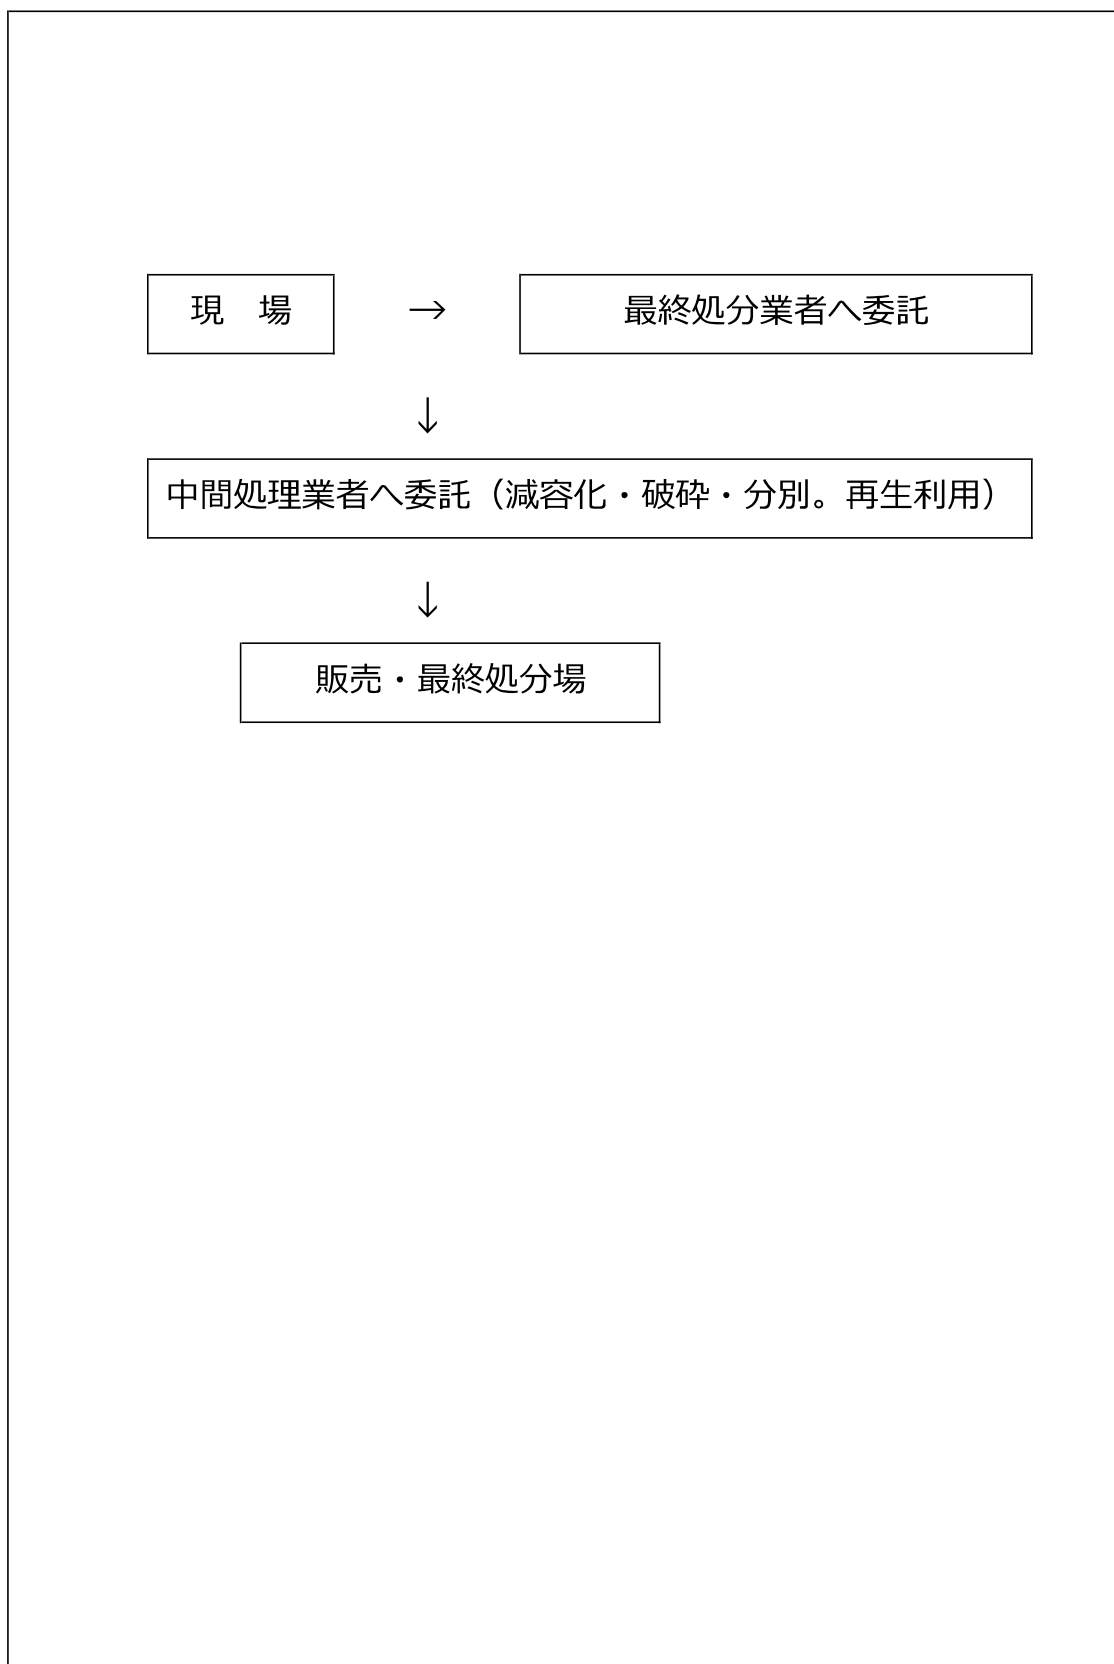 現　場　→　最終処分業者へ委託
↓
中間処理業者へ委託（減容化・破砕・分別。再生利用）
↓
販売・最終処分場